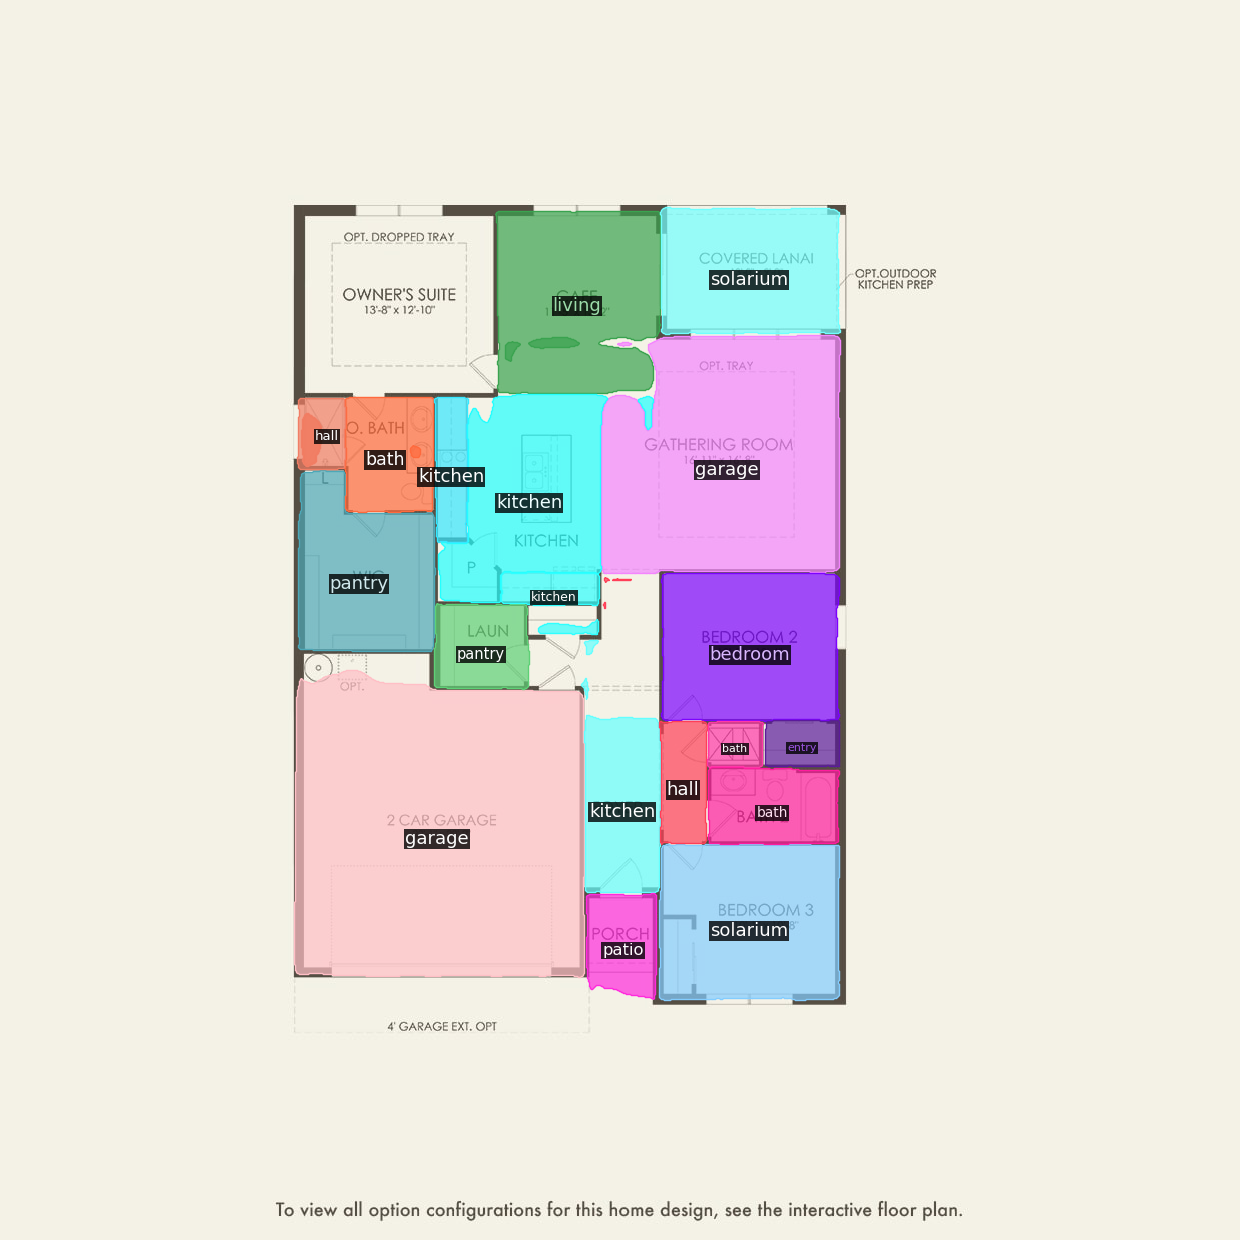 OPT. DROPPED TRAY
OWNER'S SUITE
13'-8" x 12'-10"
living
COVERED LANAI
solarium
OPT.OUTDOOR
KITCHEN PREP
OPT. TRAY
hall
O. BATH
bath
GATHERING ROOM
garage
L
kitchen
kitchen
KITCHEN
P
pantry
kitchen
LAUN
pantry
BEDROOM 2
bedroom
OPT.
bath
entry
hall
2 CAR GARAGE
garage
kitchen
bath
BEDROOM 3
solarium
PORCH
patio
4' GARAGE EXT. OPT
To view all option configurations for this home design, see the interactive floor plan.